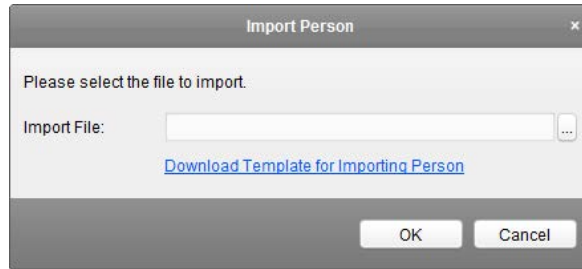 Import Person ×
Please select the file to import.
Import File: ...
Download Template for Importing Person
OK Cancel